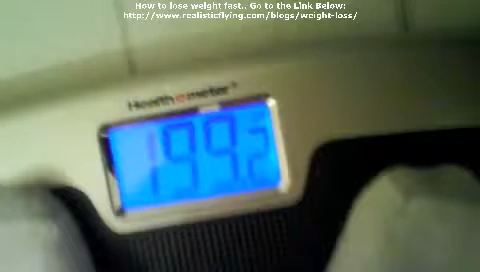 How to lose weight fast.. Go to the Link Below:
http://www.realisticflying.com/blogs/weight-loss/
Health o meter
199.2